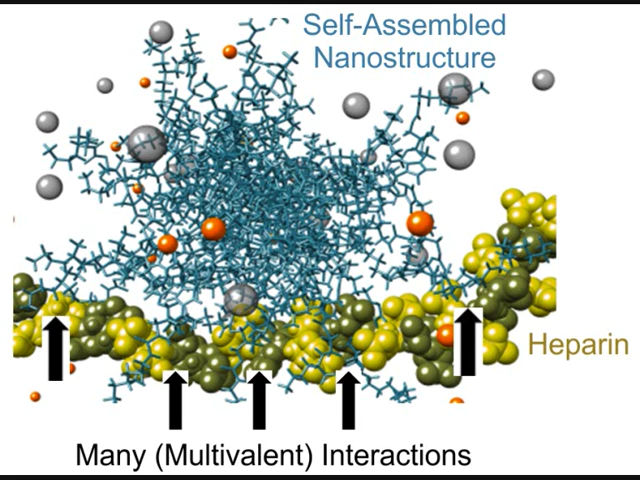 Self-Assembled
Nanostructure
Heparin
Many (Multivalent) Interactions